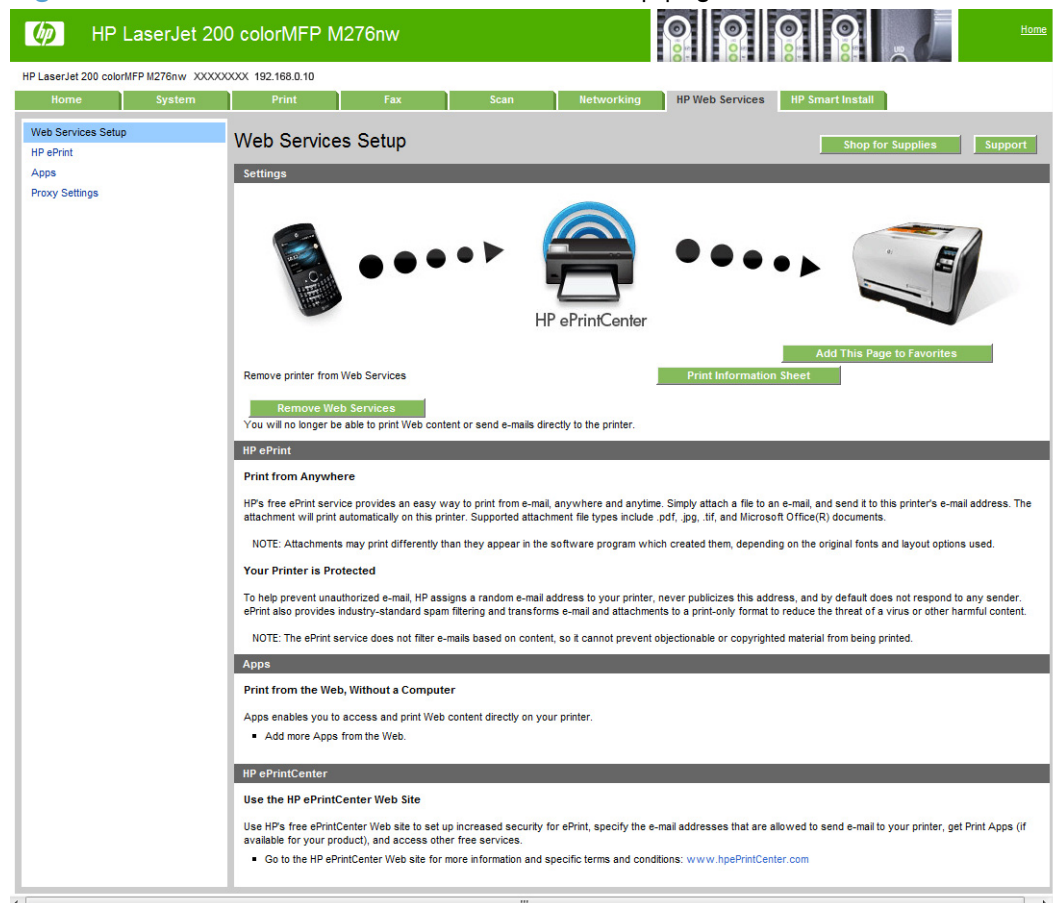 hp HP LaserJet 200 colorMFP M276nw
Home
HP LaserJet 200 colorMFP M276nw XXXXXXXX 192.168.0.10
Home System Print Fax Scan Networking HP Web Services HP Smart Install
Web Services Setup
HP ePrint
Apps
Proxy Settings
Web Services Setup
Shop for Supplies Support
Settings
HP ePrintCenter
Add This Page to Favorites
Remove printer from Web Services
Print Information Sheet
Remove Web Services
You will no longer be able to print Web content or send e-mails directly to the printer.
HP ePrint
Print from Anywhere
HP's free ePrint service provides an easy way to print from e-mail, anywhere and anytime. Simply attach a file to an e-mail, and send it to this printer's e-mail address. The
attachment will print automatically on this printer. Supported attachment file types include .pdf, .jpg, .tif, and Microsoft Office(R) documents.
NOTE: Attachments may print differently than they appear in the software program which created them, depending on the original fonts and layout options used.
Your Printer is Protected
To help prevent unauthorized e-mail, HP assigns a random e-mail address to your printer, never publicizes this address, and by default does not respond to any sender.
ePrint also provides industry-standard spam filtering and transforms e-mail and attachments to a print-only format to reduce the threat of a virus or other harmful content.
NOTE: The ePrint service does not filter e-mails based on content, so it cannot prevent objectionable or copyrighted material from being printed.
Apps
Print from the Web, Without a Computer
Apps enables you to access and print Web content directly on your printer.
▪ Add more Apps from the Web.
HP ePrintCenter
Use the HP ePrintCenter Web Site
Use HP's free ePrintCenter Web site to set up increased security for ePrint, specify the e-mail addresses that are allowed to send e-mail to your printer, get Print Apps (if
available for your product), and access other free services.
▪ Go to the HP ePrintCenter Web site for more information and specific terms and conditions: www.hpePrintCenter.com